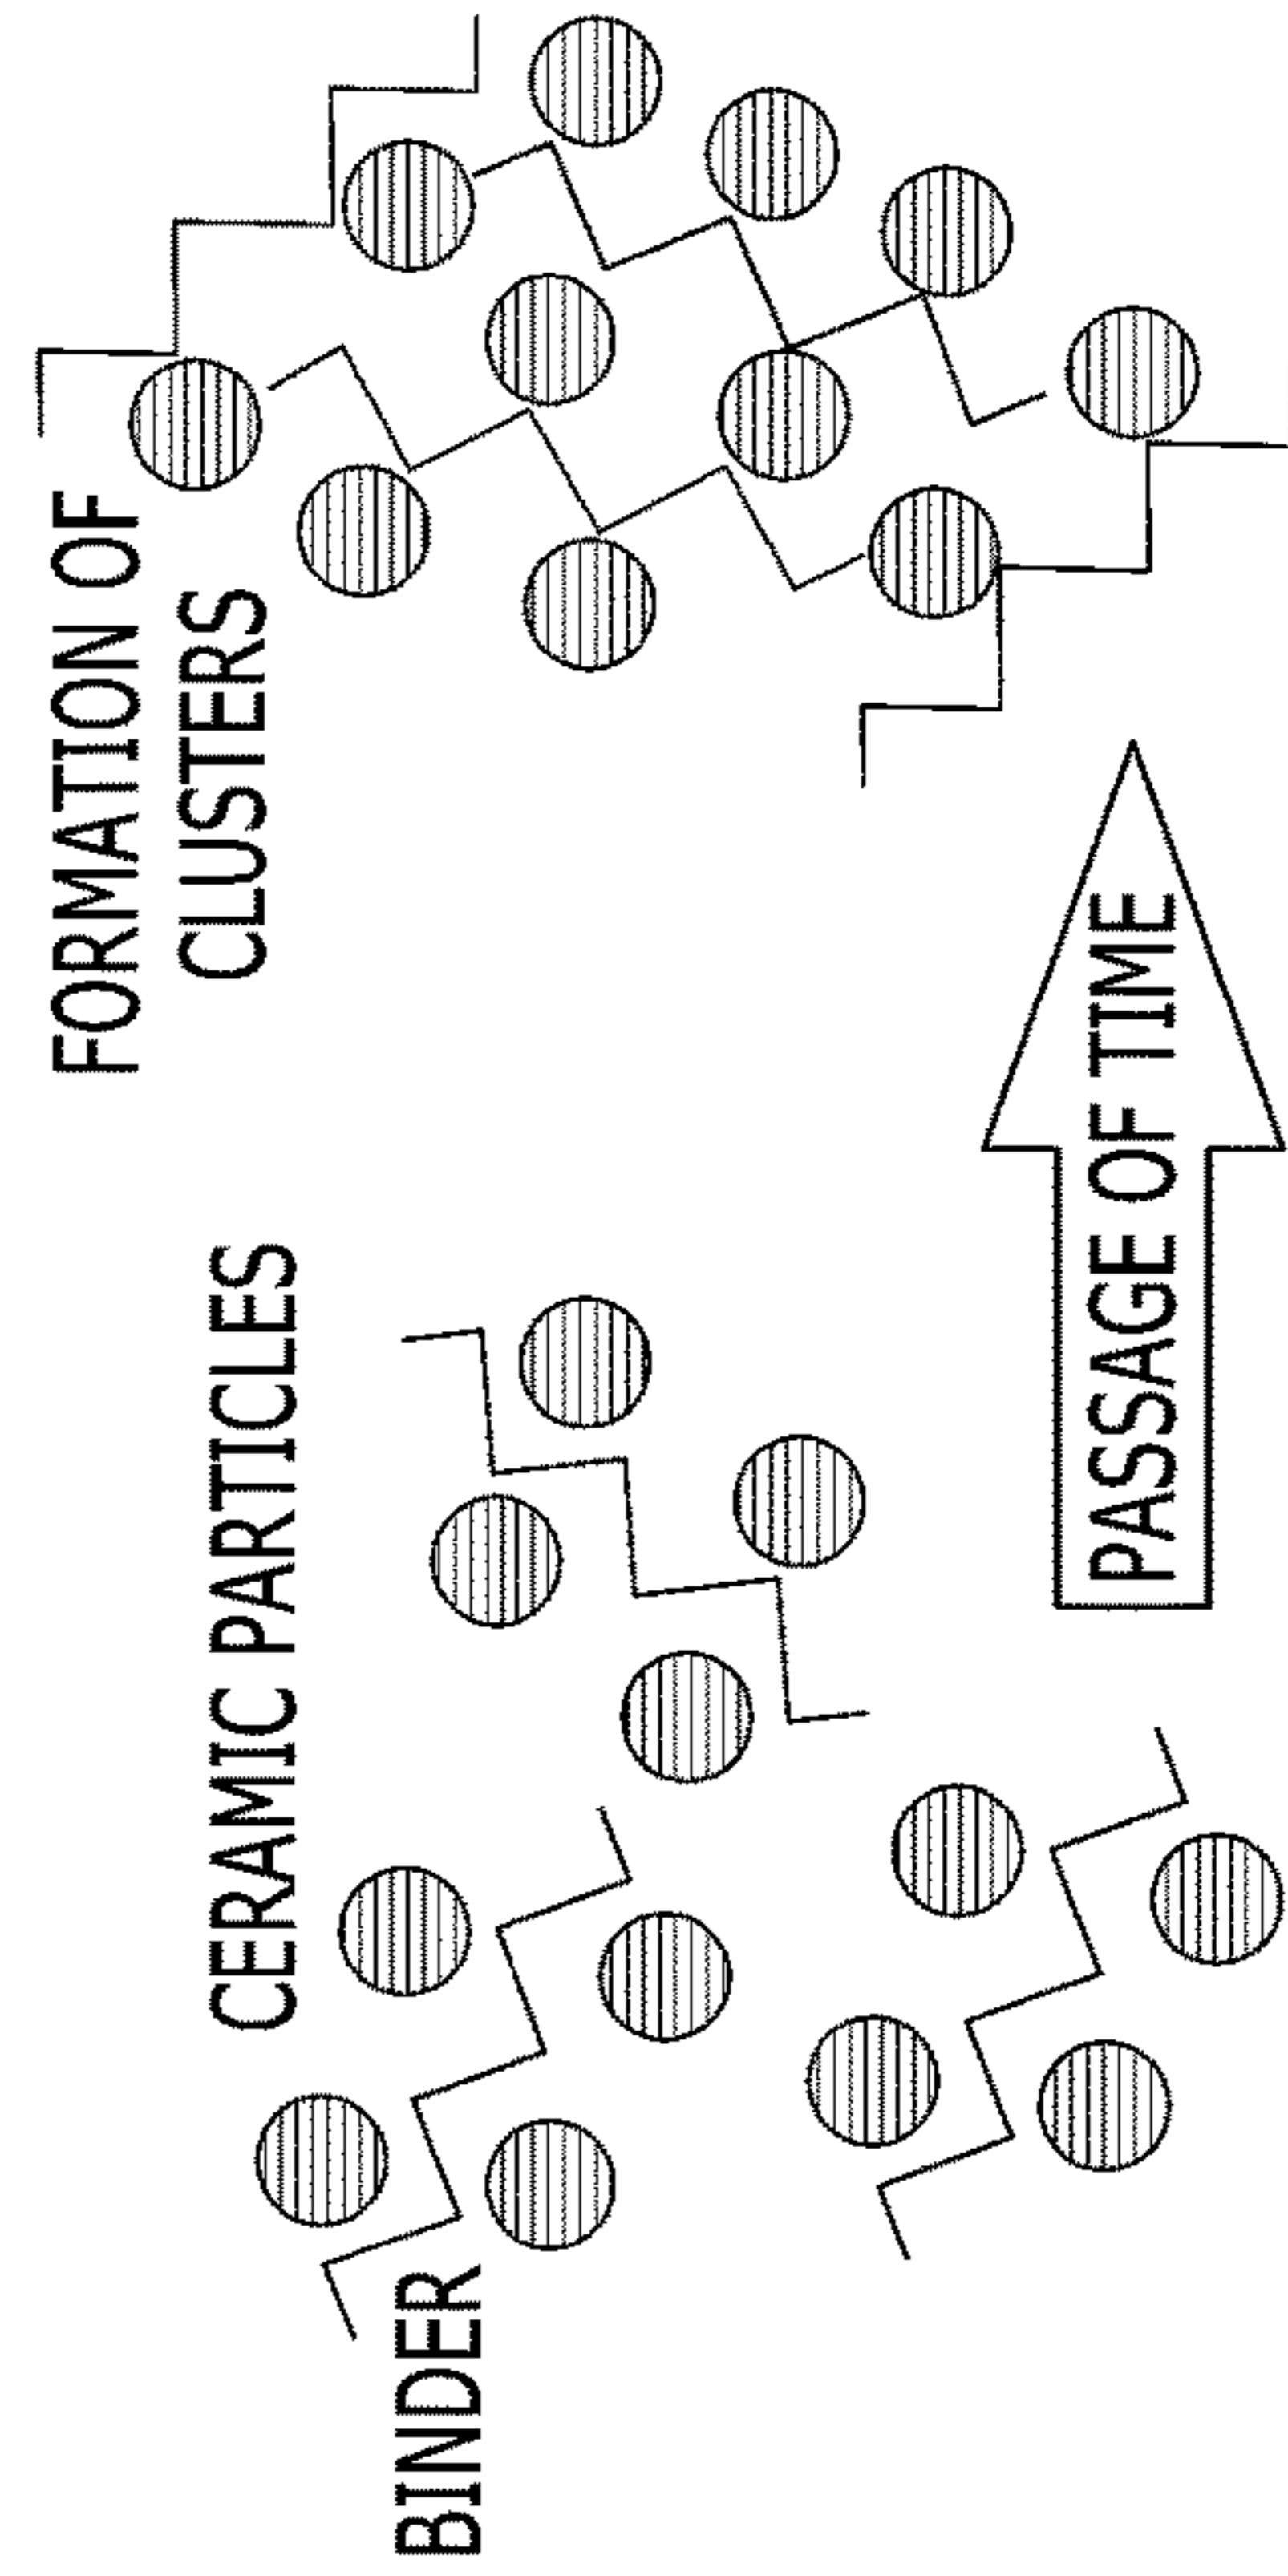 BINDER
CERAMIC PARTICLES
FORMATION OF
CLUSTERS
PASSAGE OF TIME